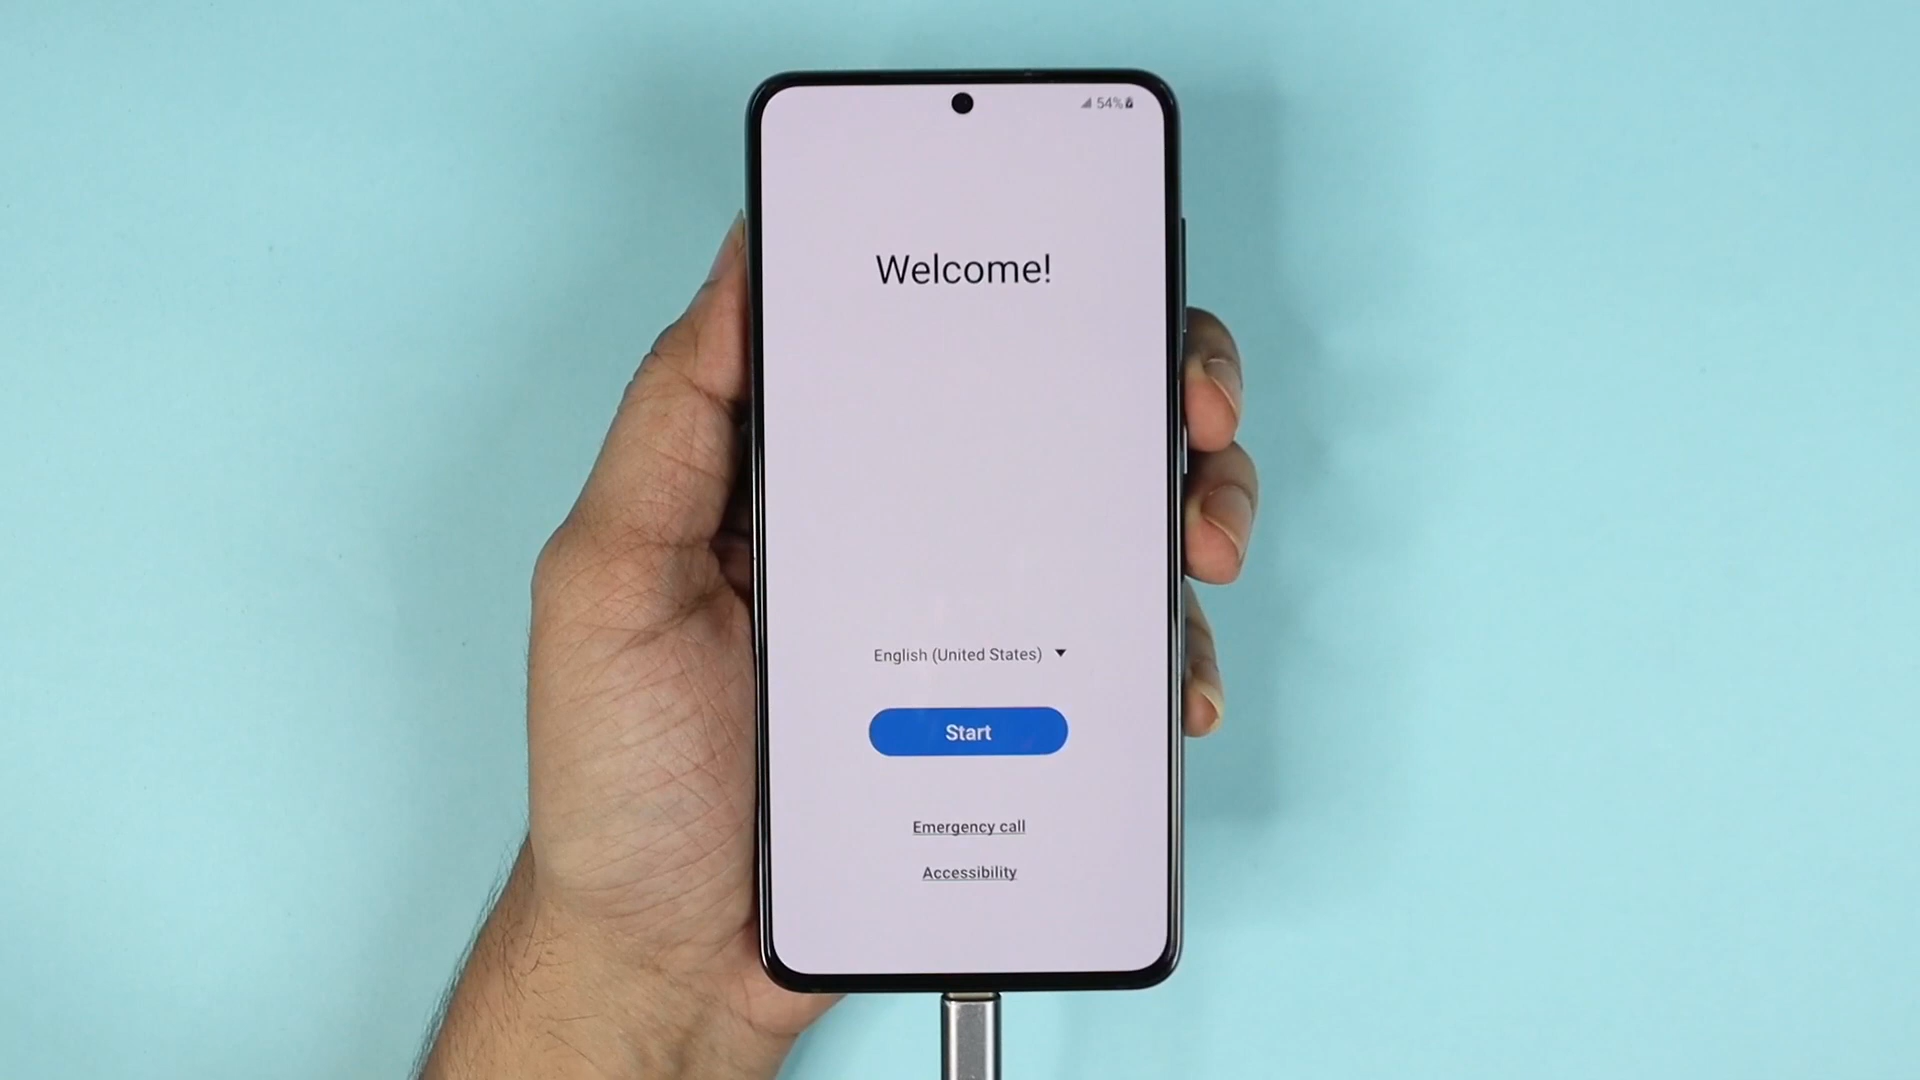 54%
Welcome!
English (United States)
Start
Emergency call
Accessibility